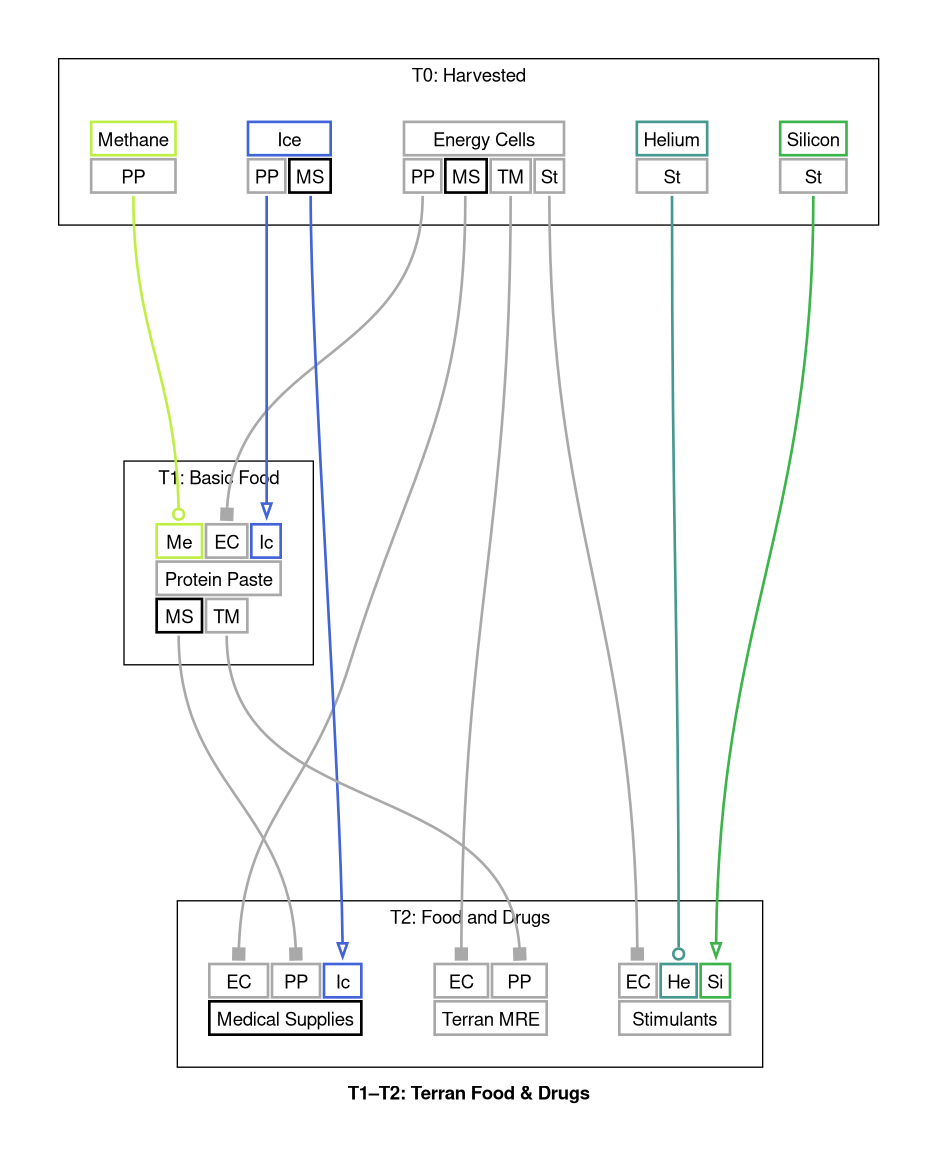 T0: Harvested
Methane Ice Energy Cells Helium Silicon
PP PP MS PP MS TM St St St
T1: Basic Food
Me EC Ic
Protein Paste
MS TM
T2: Food and Drugs
EC PP Ic EC PP EC He Si
Medical Supplies Terran MRE Stimulants
T1–T2: Terran Food & Drugs